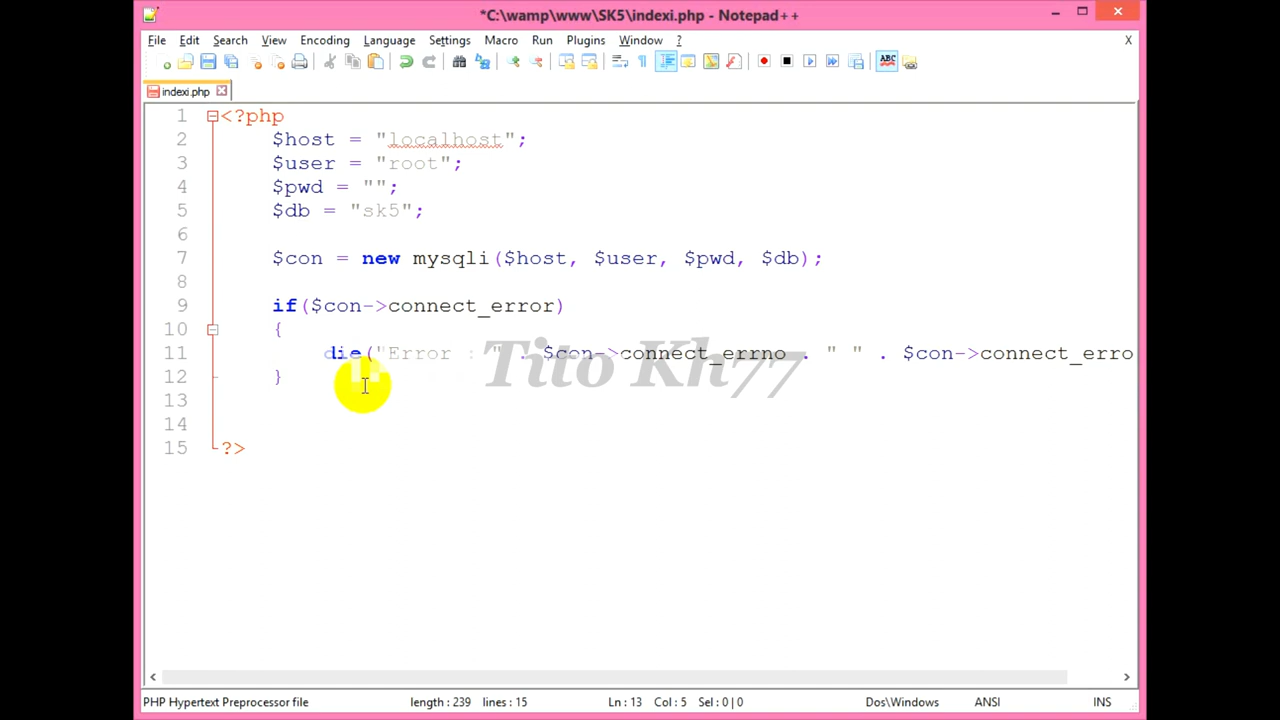 *C:\wamp\www\SK5\indexi.php - Notepad++
File Edit Search View Encoding Language Settings Macro Run Plugins Window ? X
ABC
indexi.php
1 <?php
2 $host = "localhost";
3 $user = "root";
4 $pwd = "";
5 $db = "sk5";
6
7 $con = new mysqli($host, $user, $pwd, $db);
8
9 if($con->connect_error)
10 {
11 die("Error : " . $con->connect_errno . " " . $con->connect_erro
12 }
13
14
15 ?>
Tito Kh77
PHP Hypertext Preprocessor file length : 239 lines : 15 Ln : 13 Col : 5 Sel : 0 | 0 Dos\Windows ANSI INS